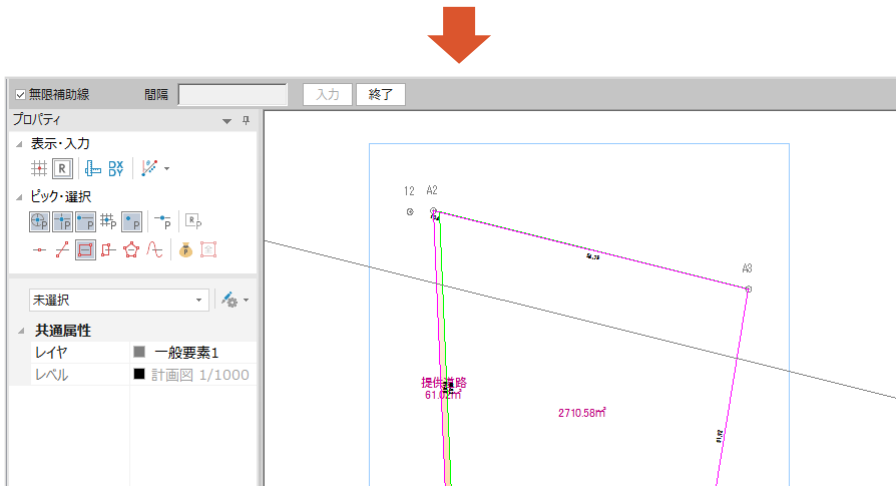 無限補助線 間隔 入力 終了
プロパティ
表示・入力
R DX DY
ピック・選択
P P P P P P R P
P
未選択
共通属性
レイヤ 一般要素1
レベル 計画図 1/1000
12 A2
A3
提供道路
61.02㎡
2710.58㎡